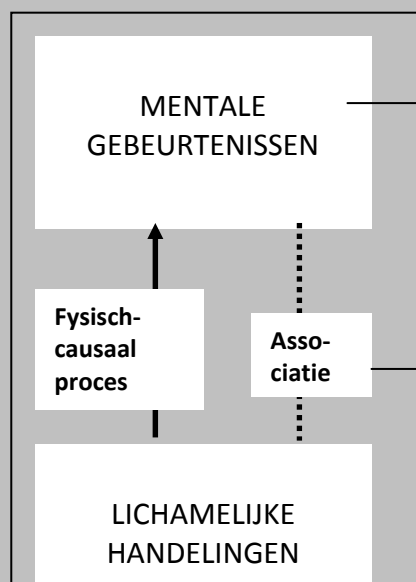 MENTALE
GEBEURTENISSEN
Fysisch-
causaal
proces
Asso-
ciatie
LICHAMELIJKE
HANDELINGEN